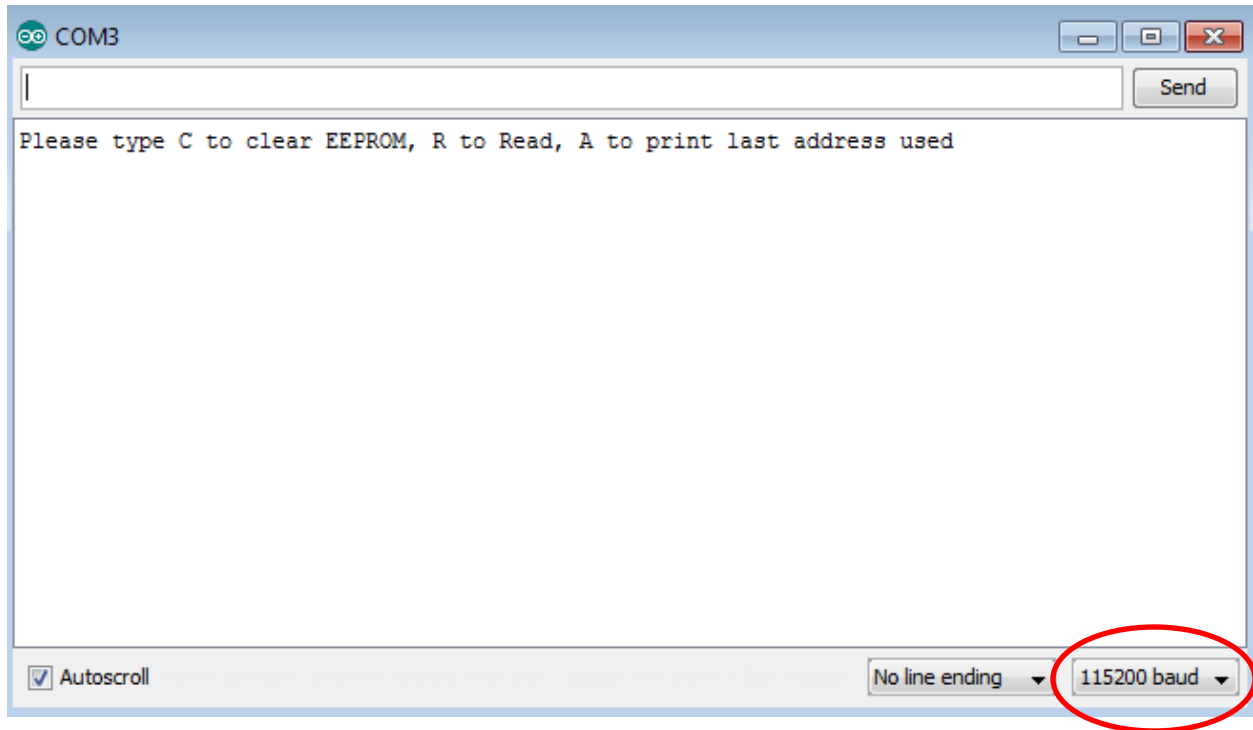 COM3
Send
Please type C to clear EEPROM, R to Read, A to print last address used
Autoscroll
No line ending
115200 baud